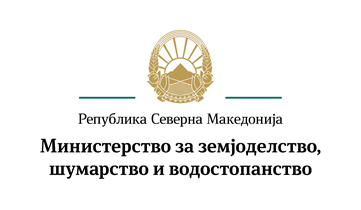 Република Северна Македонија
Министерство за земјоделство,
шумарство и водостопанство